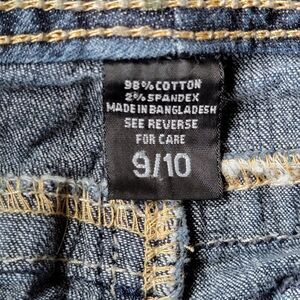 98% COTTON
2% SPANDEX
MADE IN BANGLADESH
SEE REVERSE
FOR CARE
9/10